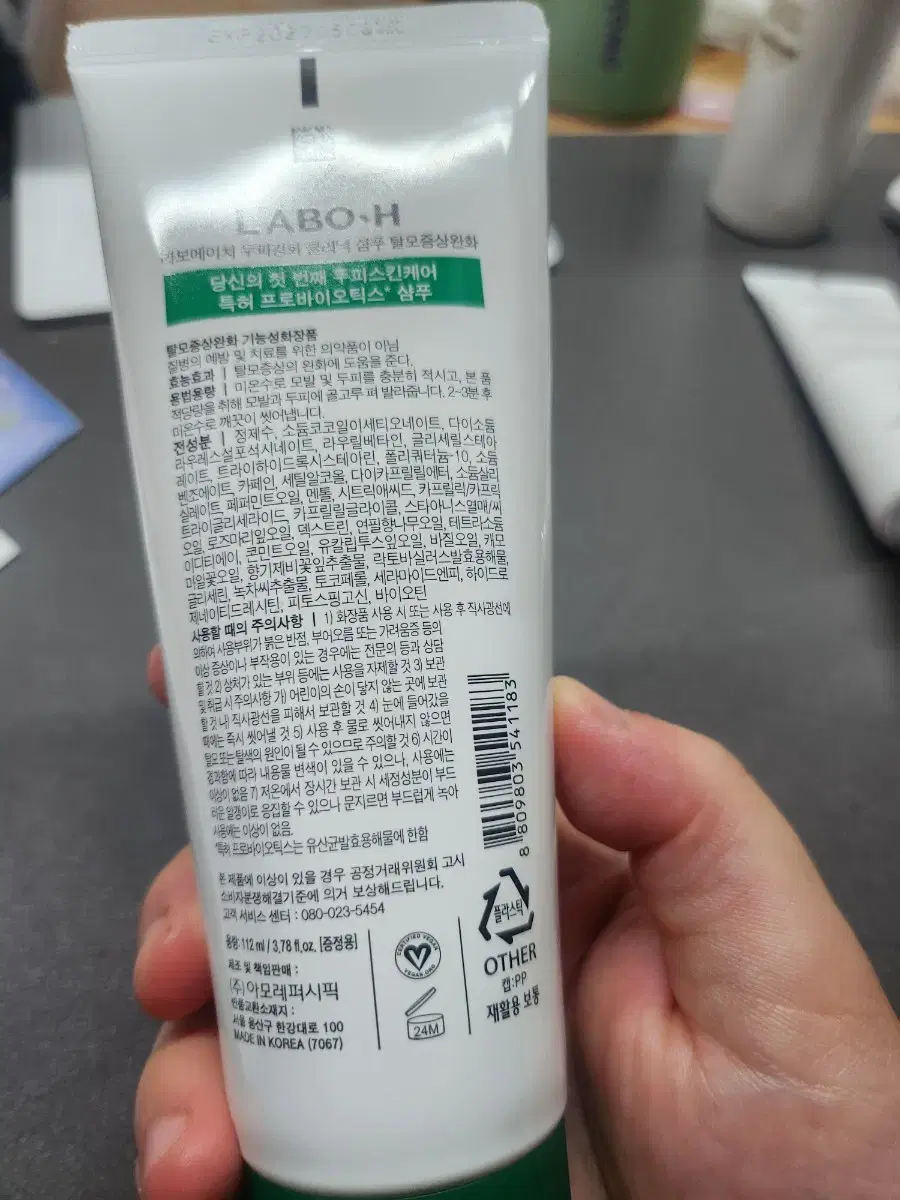 LABO-H
라보에이치 두피강화 클리닉 샴푸 탈모증상완화
당신의 첫 번째 두피스킨케어
특허 프로바이오틱스* 샴푸
탈모증상완화 기능성화장품
질병의 예방 및 치료를 위한 의약품이 아님
효능효과 | 탈모증상의 완화에 도움을 준다.
용법용량 | 미온수로 모발 및 두피를 충분히 적시고, 본 품
적당량을 취해 모발과 두피에 골고루 펴 발라줍니다. 2~3분 후
미온수로 깨끗이 씻어냅니다.
전성분 | 정제수, 소듐코코일이세티오네이트, 다이소듐
라우레스설포석시네이트, 라우릴베타인, 글리세릴스테아
레이트, 트라이하이드록시스테아린, 폴리쿼터늄-10, 소듐
벤조에이트, 카페인, 세틸알코올, 다이카프릴릴에터, 소듐살리
실레이트, 페퍼민트오일, 멘톨, 시트릭애씨드, 카프릴릭/카프릭
트라이글리세라이드, 카프릴릴글라이콜, 스타아니스열매/씨
오일, 로즈마리잎오일, 덱스트린, 연필향나무오일, 테트라소듐
이디티에이, 콘민트오일, 유칼립투스잎오일, 바질오일, 캐모
마일꽃오일, 향기제비꽃잎추출물, 락토바실러스발효용해물,
글리세린, 녹차씨추출물, 토코페롤, 세라마이드엔피, 하이드로
제네이티드레시틴, 피토스핑고신, 바이오틴
사용할 때의 주의사항 | 1) 화장품 사용 시 또는 사용 후 직사광선에
의하여 사용부위가 붉은 반점, 부어오름 또는 가려움증 등의
이상 증상이나 부작용이 있는 경우에는 전문의 등과 상담
할 것 2) 상처가 있는 부위 등에는 사용을 자제할 것 3) 보관
및 취급 시 주의사항 가) 어린이의 손이 닿지 않는 곳에 보관
할 것 나) 직사광선을 피해서 보관할 것 4) 눈에 들어갔을
때에는 즉시 씻어낼 것 5) 사용 후 물로 씻어내지 않으면
탈모 또는 탈색의 원인이 될 수 있으므로 주의할 것 6) 시간이
경과함에 따라 내용물 변색이 있을 수 있으나, 사용에는
이상이 없음 7) 저온에서 장시간 보관 시 세정성분이 부드
러운 알갱이로 응집할 수 있으나 문지르면 부드럽게 녹아
사용에는 이상이 없음.
*특허 프로바이오틱스는 유산균발효용해물에 한함
8 809803 541183
본 제품에 이상이 있을 경우 공정거래위원회 고시
소비자분쟁해결기준에 의거 보상해드립니다.
고객 서비스 센터 : 080-023-5454
용량: 112 ml / 3.78 fl.oz. [증정용]
제조 및 책임판매 :
(주)아모레퍼시픽
반품교환소재지 :
서울 용산구 한강대로 100
MADE IN KOREA (7067)
CERTIFIED VEGAN
VEGAN.ORG
24M
플라스틱
OTHER
캡:PP
재활용 보통